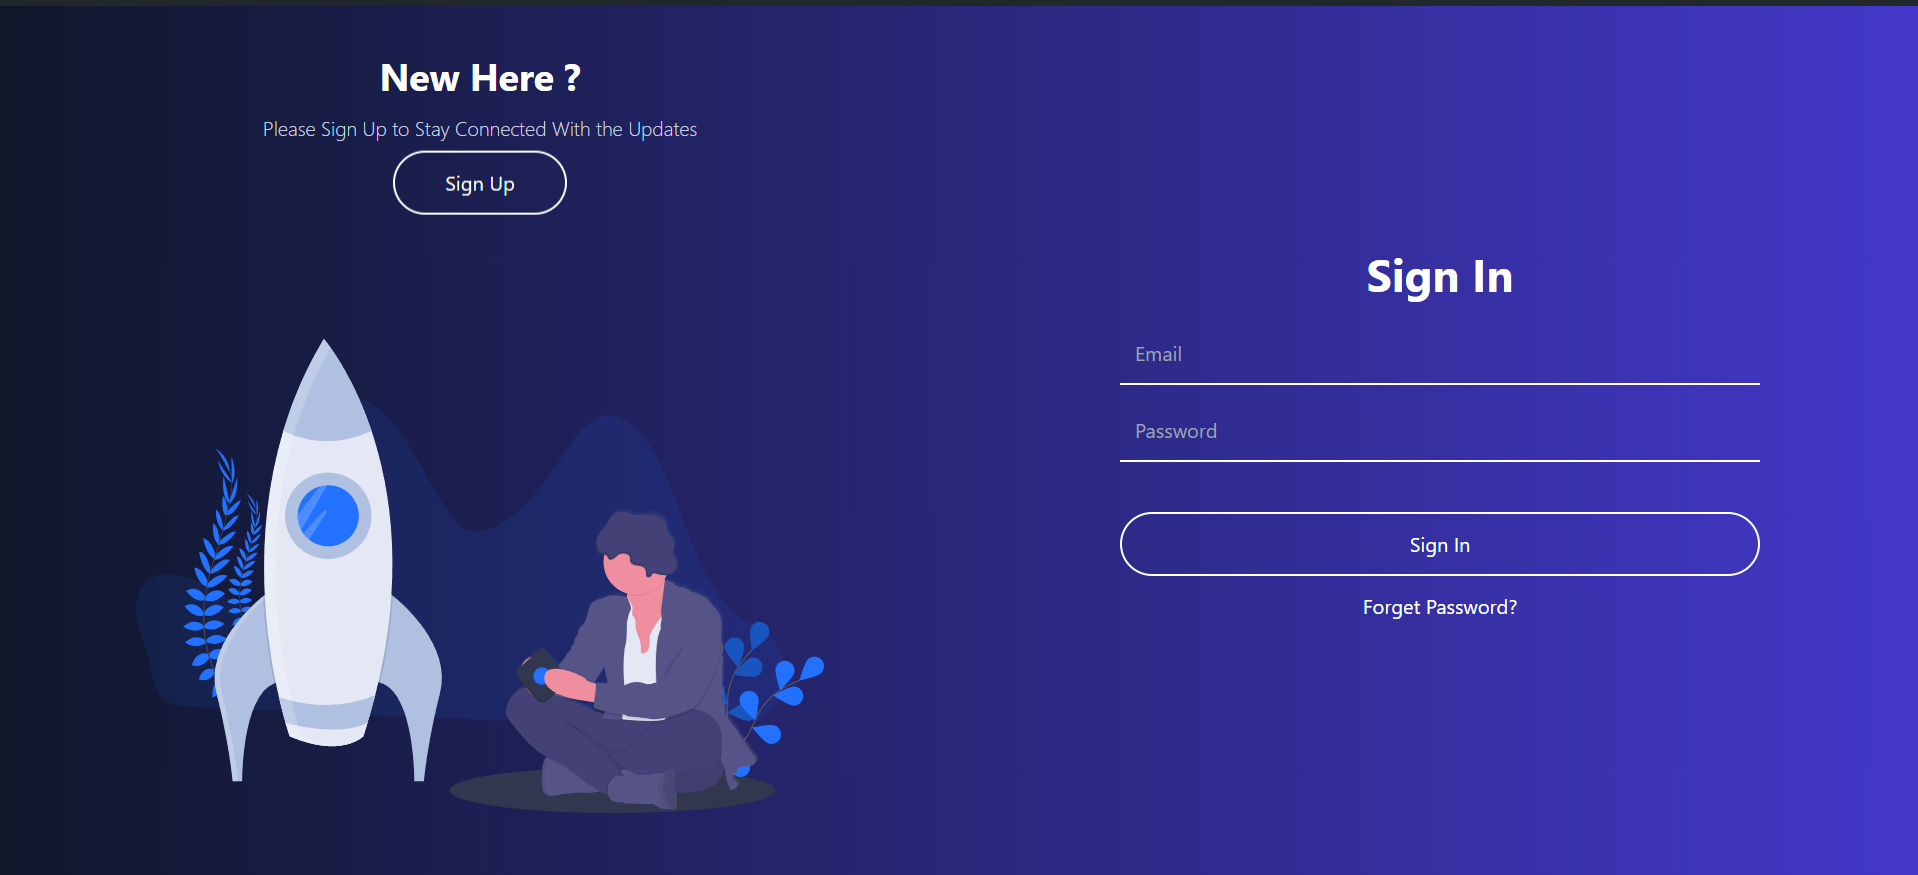 New Here ?
Please Sign Up to Stay Connected With the Updates
Sign Up
Sign In
Email
Password
Sign In
Forget Password?